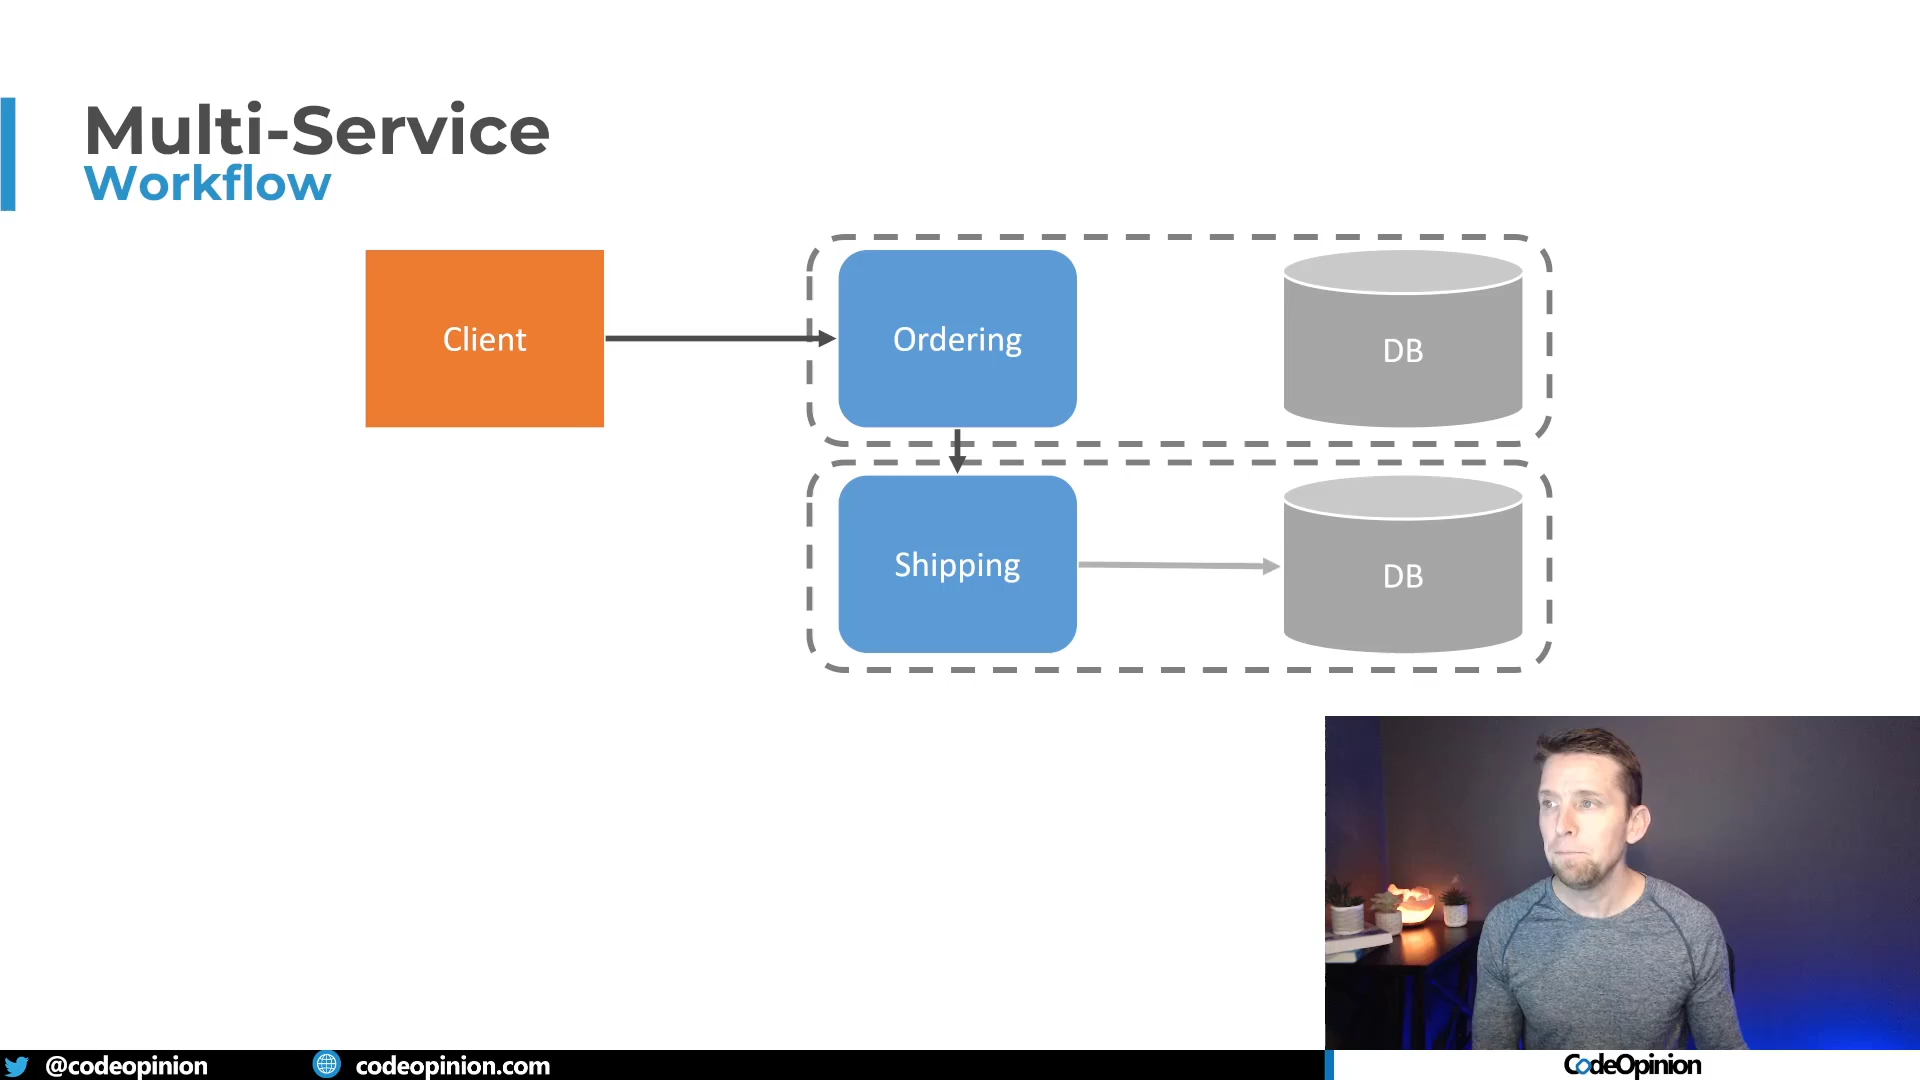 Multi-Service
Workflow
Client
Ordering
DB
Shipping
DB
@codeopinion
codeopinion.com
CodeOpinion